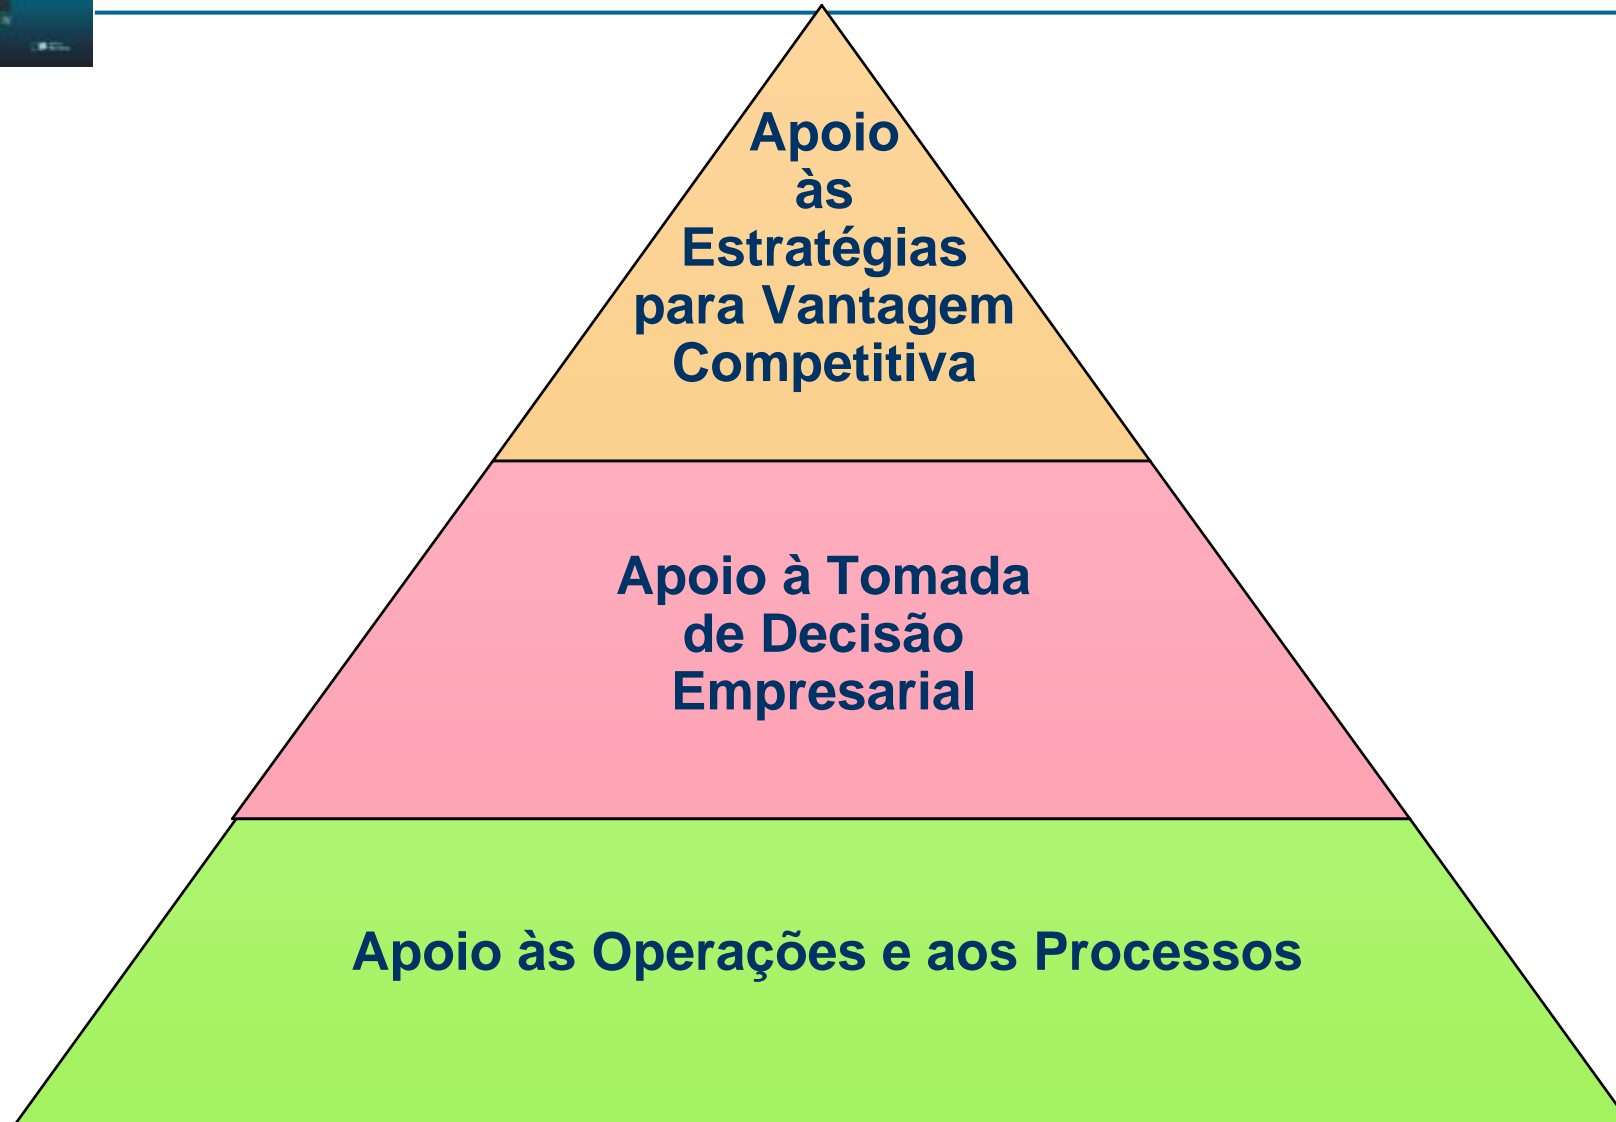 Apoio
às
Estratégias
para Vantagem
Competitiva
Apoio à Tomada
de Decisão
Empresarial
Apoio às Operações e aos Processos